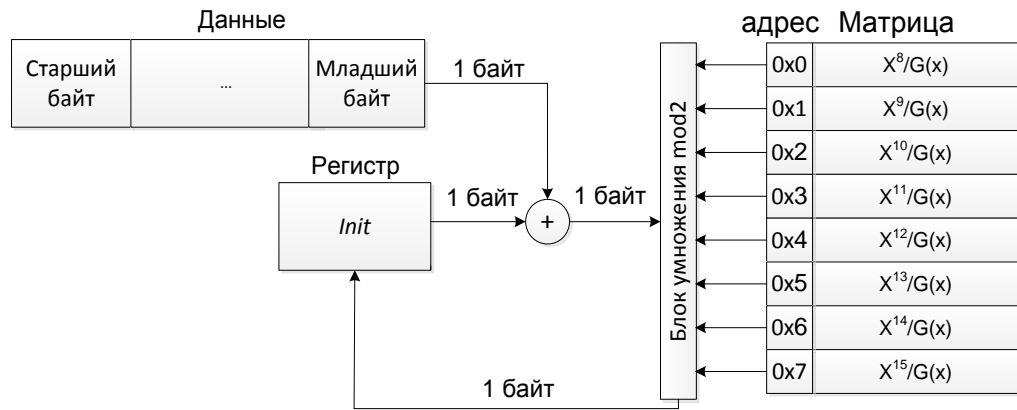 Данные
Старший
байт
...
Младший
байт
1 байт
Регистр
Init
1 байт
+
1 байт
1 байт
Блок умножения mod2
адрес Матрица
0x0 X^8/G(x)
0x1 X^9/G(x)
0x2 X^10/G(x)
0x3 X^11/G(x)
0x4 X^12/G(x)
0x5 X^13/G(x)
0x6 X^14/G(x)
0x7 X^15/G(x)